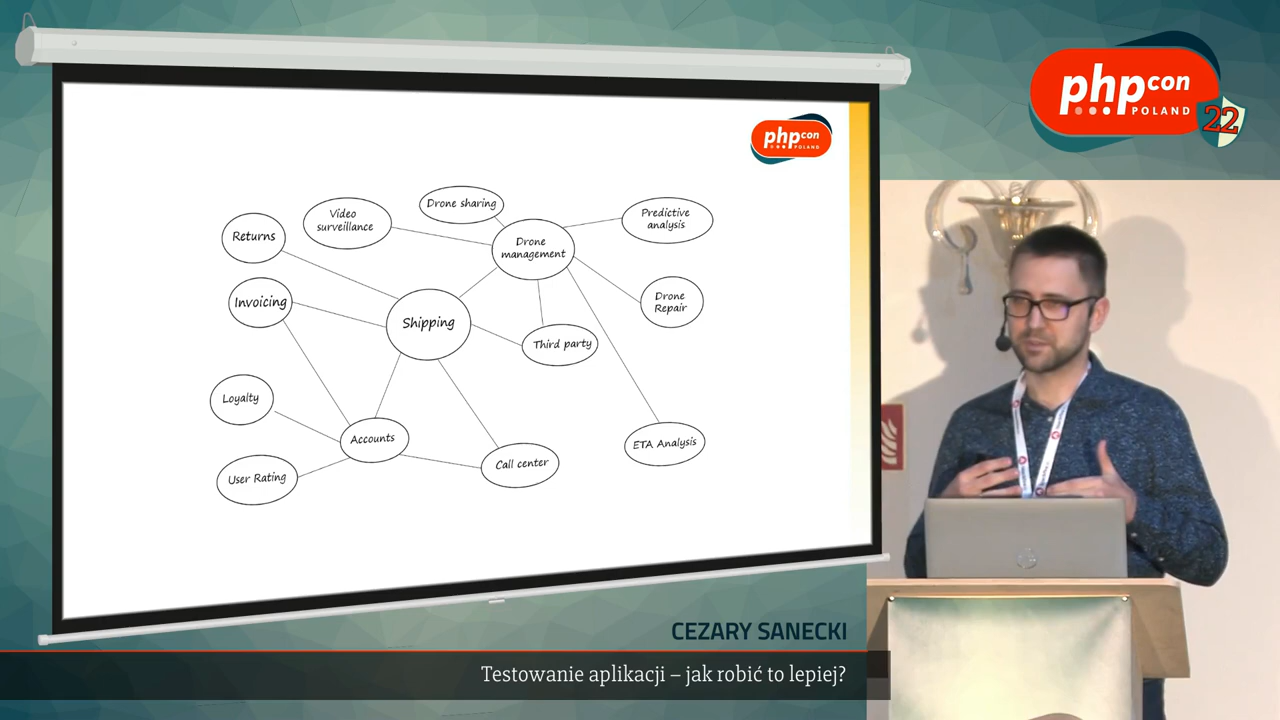 php con
POLAND
22
php con
POLAND
Drone sharing
Video
surveillance
Predictive
analysis
Returns
Drone
management
Invoicing
Drone
Repair
Shipping
Third party
Loyalty
Accounts
ETA Analysis
Call center
User Rating
CEZARY SANECKI
Testowanie aplikacji – jak robić to lepiej?